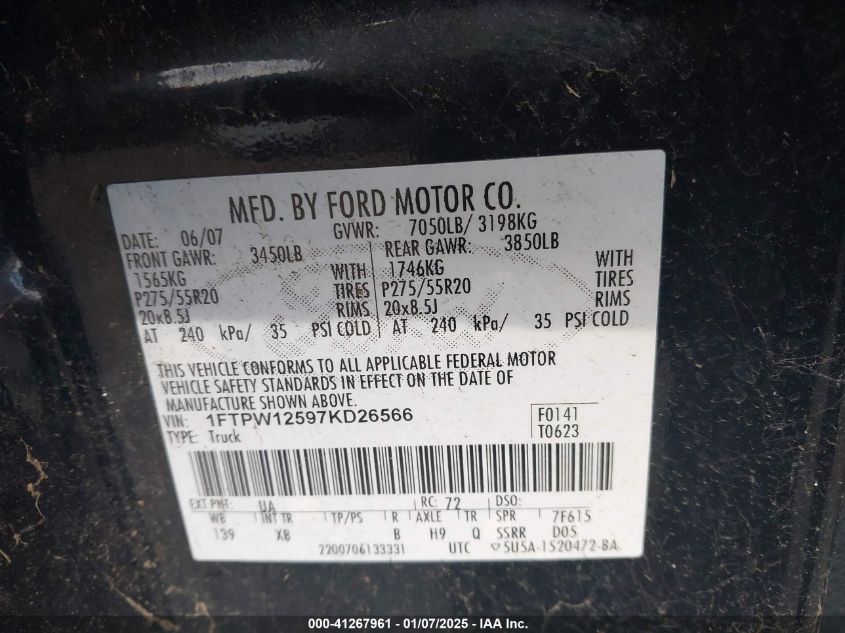 MFD. BY FORD MOTOR CO.
DATE: 06/07 GVWR: 7050LB/ 3198KG
FRONT GAWR: 3450LB REAR GAWR: 3850LB
1565KG WITH 1746KG WITH
P275/55R20 TIRES P275/55R20 TIRES
20x8.5J RIMS 20x8.5J RIMS
AT 240 kPa/ 35 PSI COLD AT 240 kPa/ 35 PSI COLD
THIS VEHICLE CONFORMS TO ALL APPLICABLE FEDERAL MOTOR
VEHICLE SAFETY STANDARDS IN EFFECT ON THE DATE OF
MANUFACTURE SHOWN ABOVE.
VIN: 1FTPW12597KD26566 F0141
TYPE: Truck T0623
EXT PNT: UA RC: 72 DSO:
WB INT TR TP/PS R AXLE TR SPR 7F615
139 XB B H9 Q SSRR D05
2200706133331 UTC ▽5U5A-1520472-BA
000-41267961 - 01/07/2025 - IAA Inc.